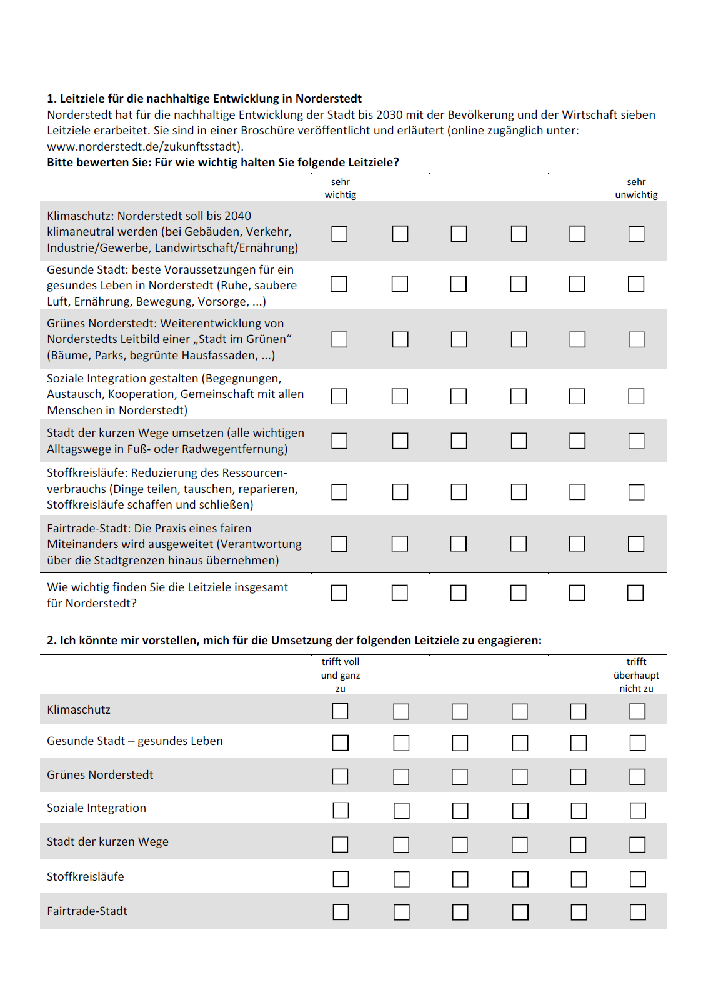 1. Leitziele für die nachhaltige Entwicklung in Norderstedt
Norderstedt hat für die nachhaltige Entwicklung der Stadt bis 2030 mit der Bevölkerung und der Wirtschaft sieben
Leitziele erarbeitet. Sie sind in einer Broschüre veröffentlicht und erläutert (online zugänglich unter:
www.norderstedt.de/zukunftsstadt).
Bitte bewerten Sie: Für wie wichtig halten Sie folgende Leitziele?
sehr
wichtig
sehr
unwichtig
Klimaschutz: Norderstedt soll bis 2040
klimaneutral werden (bei Gebäuden, Verkehr,
Industrie/Gewerbe, Landwirtschaft/Ernährung)
Gesunde Stadt: beste Voraussetzungen für ein
gesundes Leben in Norderstedt (Ruhe, saubere
Luft, Ernährung, Bewegung, Vorsorge, ...)
Grünes Norderstedt: Weiterentwicklung von
Norderstedts Leitbild einer „Stadt im Grünen“
(Bäume, Parks, begrünte Hausfassaden, ...)
Soziale Integration gestalten (Begegnungen,
Austausch, Kooperation, Gemeinschaft mit allen
Menschen in Norderstedt)
Stadt der kurzen Wege umsetzen (alle wichtigen
Alltagswege in Fuß- oder Radwegentfernung)
Stoffkreisläufe: Reduzierung des Ressourcen-
verbrauchs (Dinge teilen, tauschen, reparieren,
Stoffkreisläufe schaffen und schließen)
Fairtrade-Stadt: Die Praxis eines fairen
Miteinanders wird ausgeweitet (Verantwortung
über die Stadtgrenzen hinaus übernehmen)
Wie wichtig finden Sie die Leitziele insgesamt
für Norderstedt?
2. Ich könnte mir vorstellen, mich für die Umsetzung der folgenden Leitziele zu engagieren:
trifft voll
und ganz
zu
trifft
überhaupt
nicht zu
Klimaschutz
Gesunde Stadt – gesundes Leben
Grünes Norderstedt
Soziale Integration
Stadt der kurzen Wege
Stoffkreisläufe
Fairtrade-Stadt